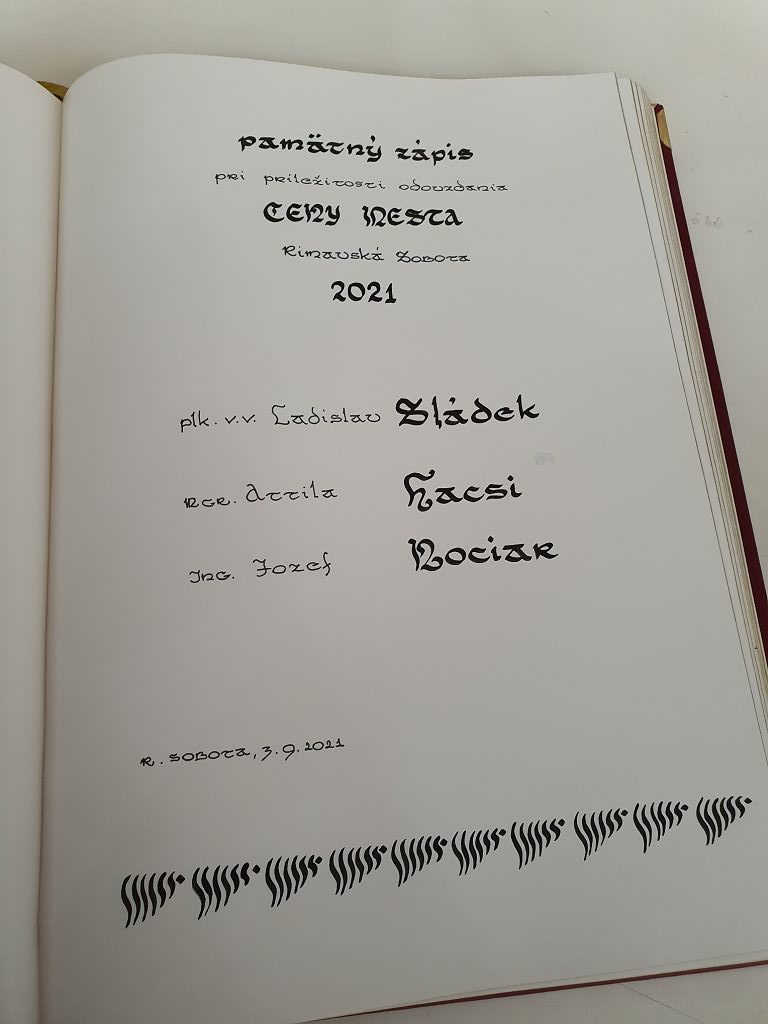 pamätný zápis
pri príležitosti odovzdania
CENY MESTA
Rimavská Sobota
2021
plk. v.v. Ladislav Sládek
Mgr. Attila Hacsi
Ing. Jozef Nociar
R. Sobota, 3.9.2021